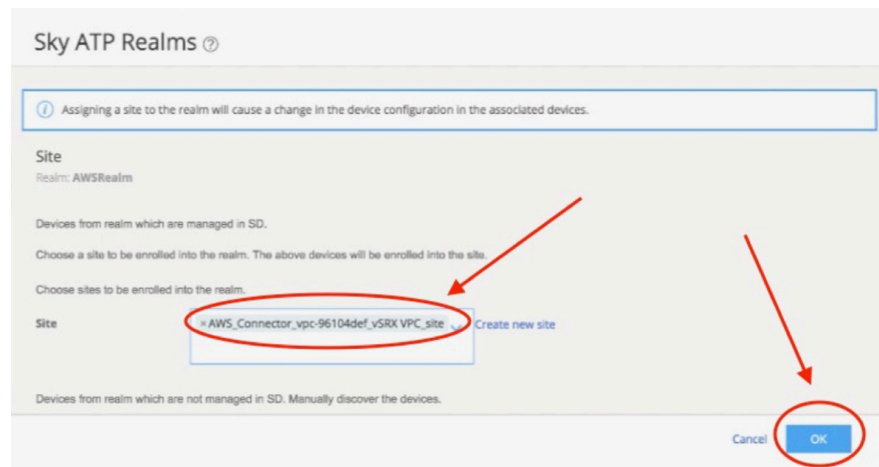 Sky ATP Realms ?
i Assigning a site to the realm will cause a change in the device configuration in the associated devices.
Site
Realm: AWSRealm
Devices from realm which are managed in SD.
Choose a site to be enrolled into the realm. The above devices will be enrolled into the site.
Choose sites to be enrolled into the realm.
Site × AWS_Connector_vpc-96104def_vSRX VPC_site Create new site
Devices from realm which are not managed in SD. Manually discover the devices.
Cancel OK